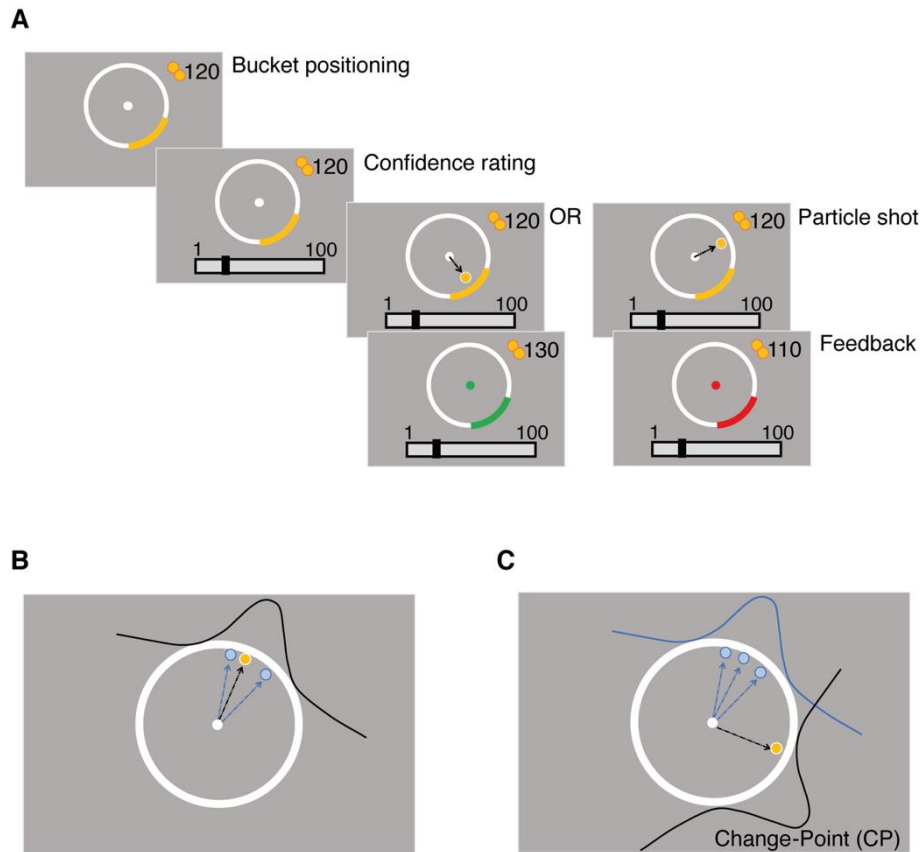 A
120 Bucket positioning
120 Confidence rating
1 100
120 OR
1 100
120 Particle shot
1 100
130
1 100
110 Feedback
1 100
B
C
Change-Point (CP)